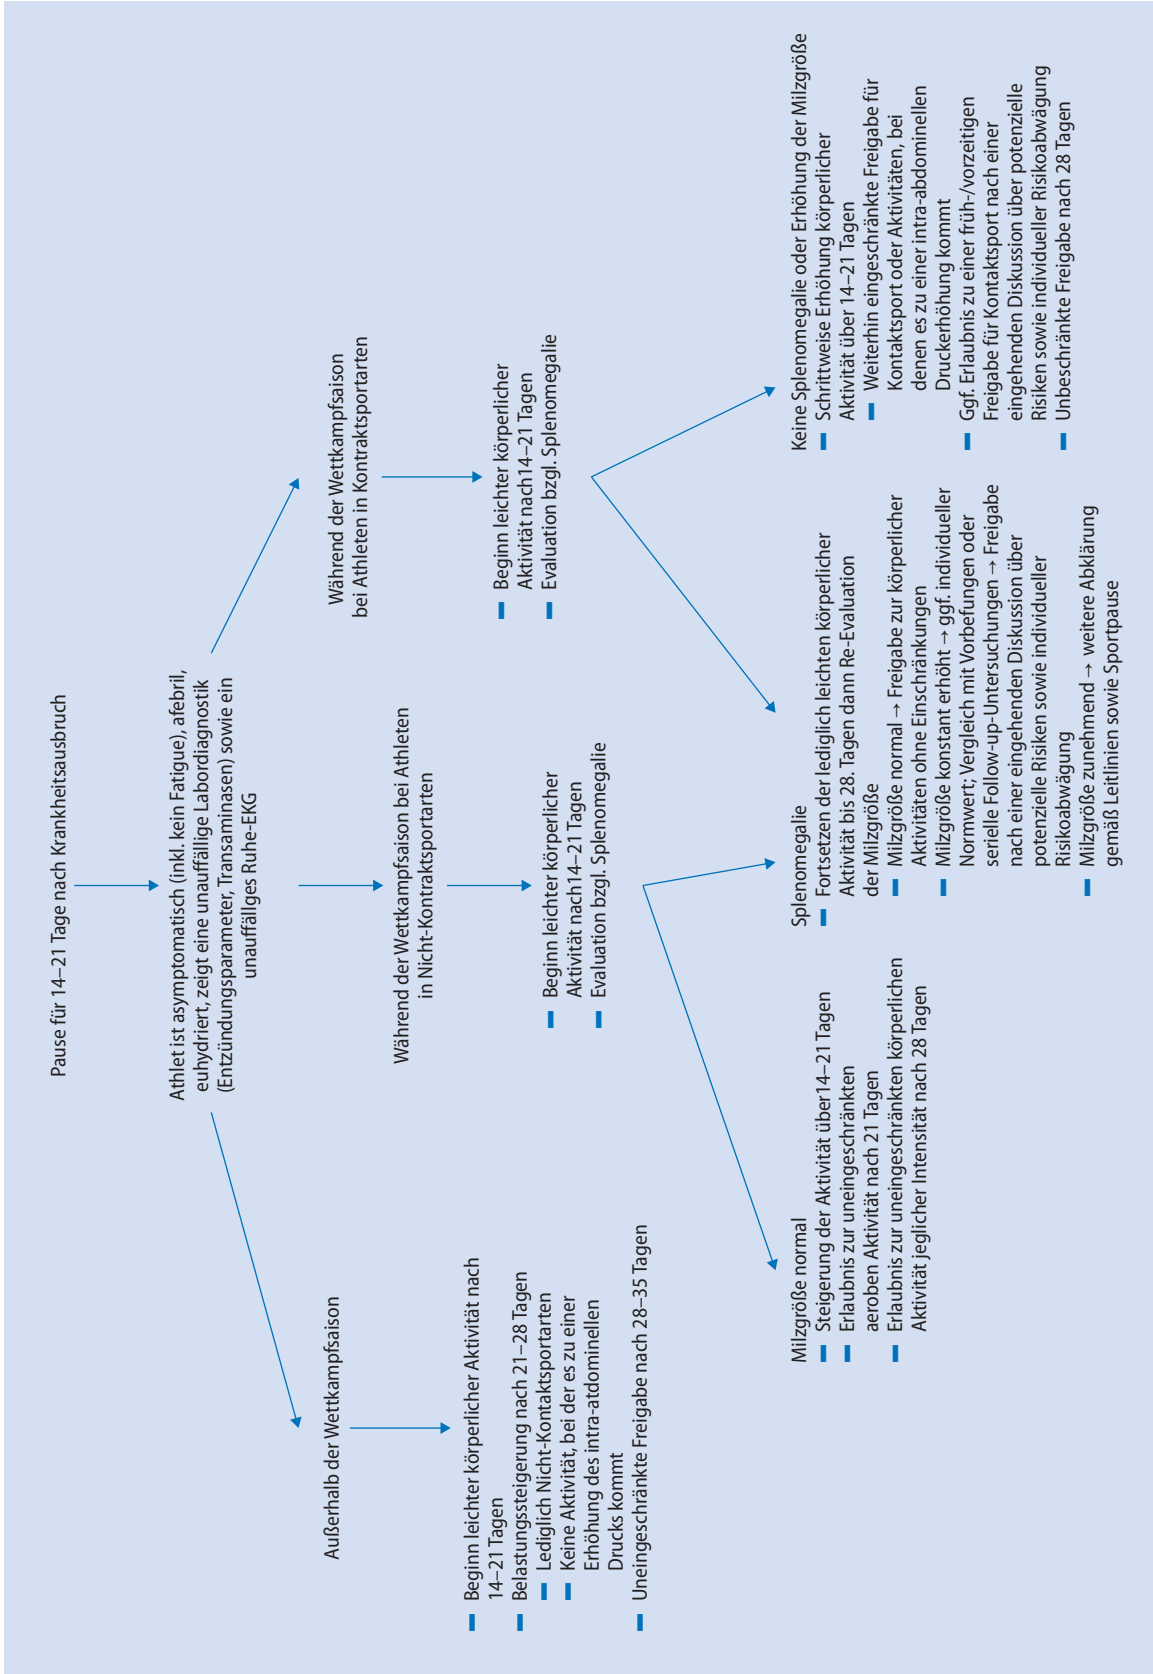 Pause für 14–21 Tage nach Krankheitsausbruch
Athlet ist asymptomatisch (inkl. kein Fatigue), afebril,
euhydriert, zeigt eine unauffällige Labordiagnostik
(Entzündungsparameter, Transaminasen) sowie ein
unauffälliges Ruhe-EKG
Außerhalb der Wettkampfsaison
Beginn leichter körperlicher Aktivität nach
14–21 Tagen
Belastungssteigerung nach 21–28 Tagen
Lediglich Nicht-Kontaktsportarten
Keine Aktivität, bei der es zu einer
Erhöhung des intra-atdominellen
Drucks kommt
Uneingeschränkte Freigabe nach 28–35 Tagen
Während der Wettkampfsaison bei Athleten
in Nicht-Kontraktsportarten
Beginn leichter körperlicher
Aktivität nach14–21 Tagen
Evaluation bzgl. Splenomegalie
Während der Wettkampfsaison
bei Athleten in Kontraktsportarten
Beginn leichter körperlicher
Aktivität nach14–21 Tagen
Evaluation bzgl. Splenomegalie
Milzgröße normal
Steigerung der Aktivität über14–21 Tagen
Erlaubnis zur uneingeschränkten
aeroben Aktivität nach 21 Tagen
Erlaubnis zur uneingeschränkten körperlichen
Aktivität jeglicher Intensität nach 28 Tagen
Splenomegalie
Fortsetzen der lediglich leichten körperlicher
Aktivität bis 28. Tagen dann Re-Evaluation
der Milzgröße
Milzgröße normal → Freigabe zur körperlicher
Aktivitäten ohne Einschränkungen
Milzgröße konstant erhöht → ggf. individueller
Normwert; Vergleich mit Vorbefungen oder
serielle Follow-up-Untersuchungen → Freigabe
nach einer eingehenden Diskussion über
potenzielle Risiken sowie individueller
Risikoabwägung
Milzgröße zunehmend → weitere Abklärung
gemäß Leitlinien sowie Sportpause
Keine Splenomegalie oder Erhöhung der Milzgröße
Schrittweise Erhöhung körperlicher
Aktivität über 14–21 Tagen
Weiterhin eingeschränkte Freigabe für
Kontaktsport oder Aktivitäten, bei
denen es zu einer intra-abdominellen
Druckerhöhung kommt
Ggf. Erlaubnis zu einer früh-/vorzeitigen
Freigabe für Kontaktsport nach einer
eingehenden Diskussion über potenzielle
Risiken sowie individueller Risikoabwägung
Unbeschränkte Freigabe nach 28 Tagen